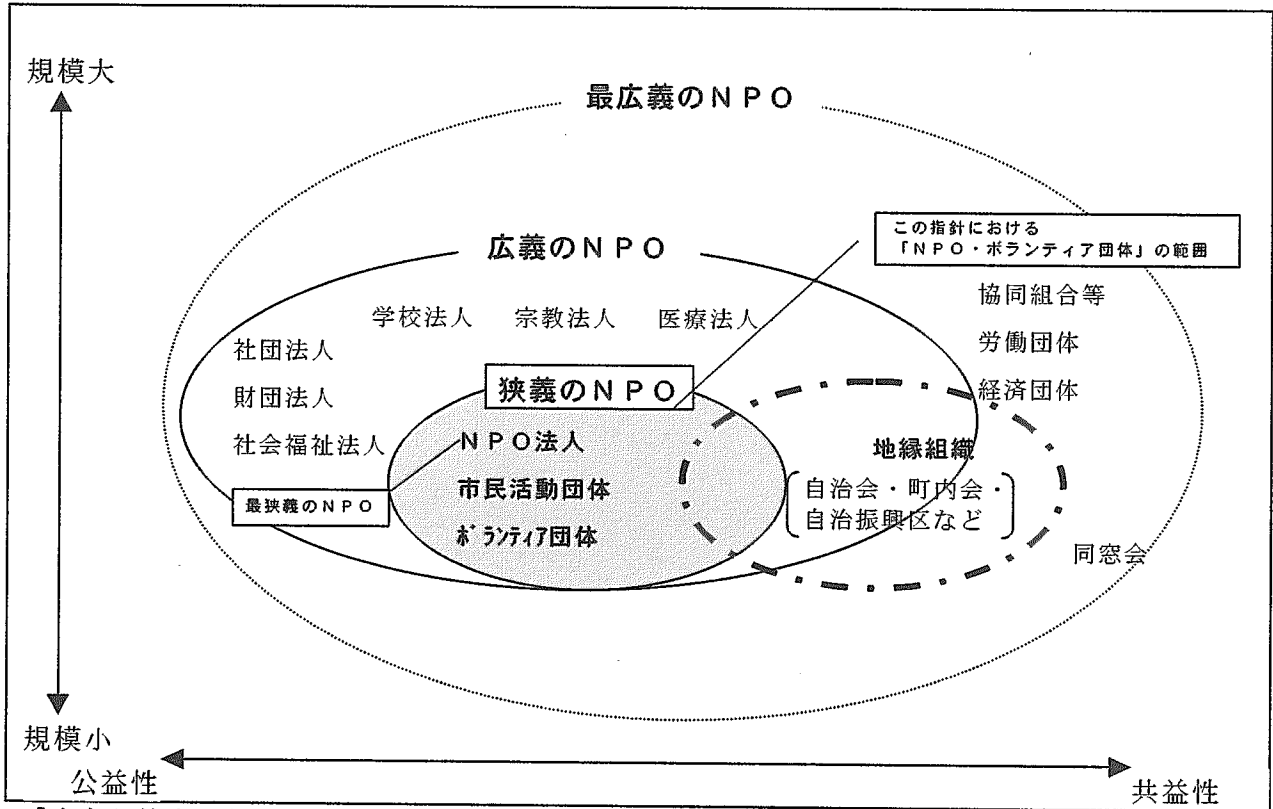 規模大
最広義のＮＰＯ
この指針における
「ＮＰＯ・ボランティア団体」の範囲
広義のＮＰＯ
協同組合等
学校法人　宗教法人　医療法人
社団法人
労働団体
財団法人
狭義のＮＰＯ
経済団体
社会福祉法人
ＮＰＯ法人
地縁組織
市民活動団体
自治会・町内会・
最狭義のＮＰＯ
自治振興区など
ﾎﾞﾗﾝﾃｨｱ団体
同窓会
規模小
公益性
共益性